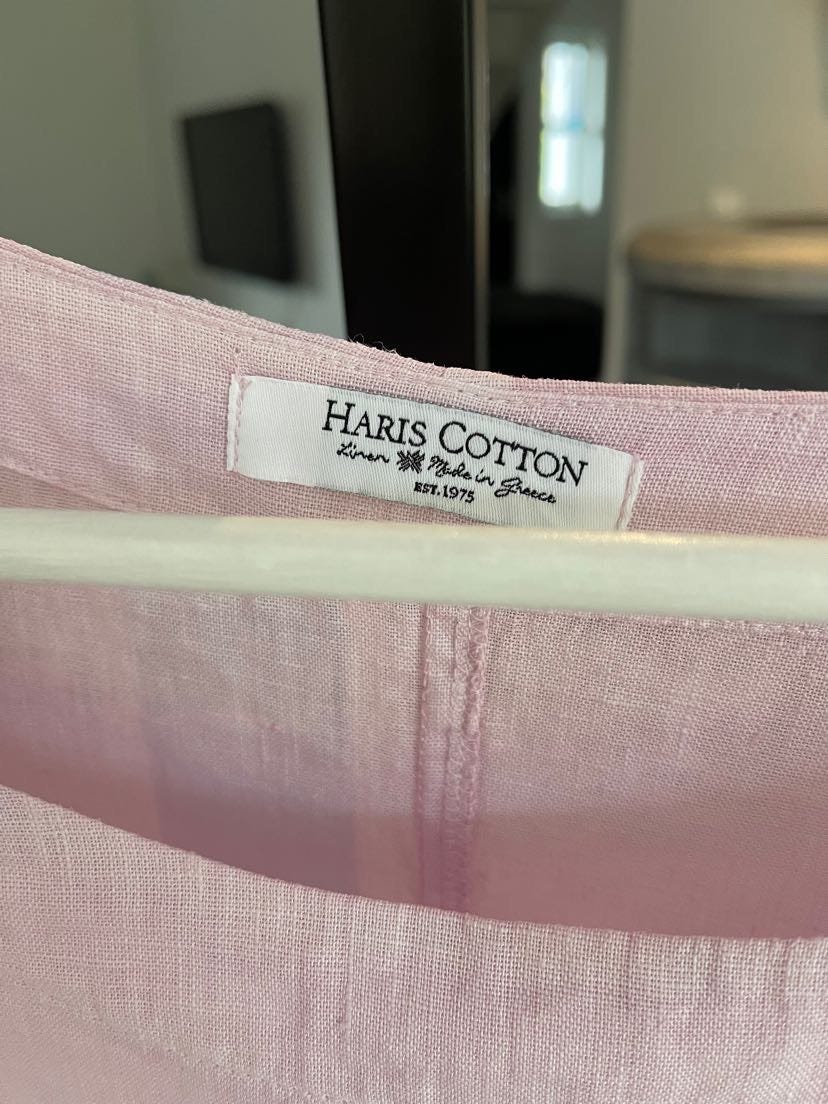 HARIS COTTON
Linen Made in Greece
EST.1975